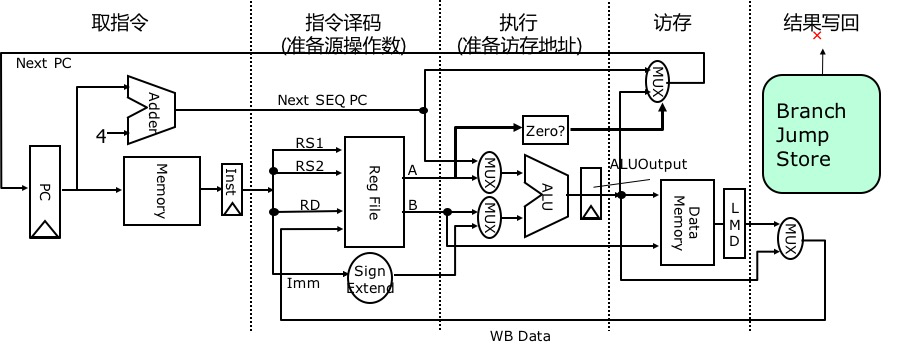 取指令
指令译码
(准备源操作数)
执行
(准备访存地址)
访存
结果写回
Next PC
Adder
4
Next SEQ PC
MUX
Zero?
Branch
Jump
Store
RS1
RS2
RD
Imm
PC
Memory
Inst
Reg File
A
B
MUX
MUX
ALU
ALUOutput
Data
Memory
L
M
D
MUX
Sign
Extend
WB Data